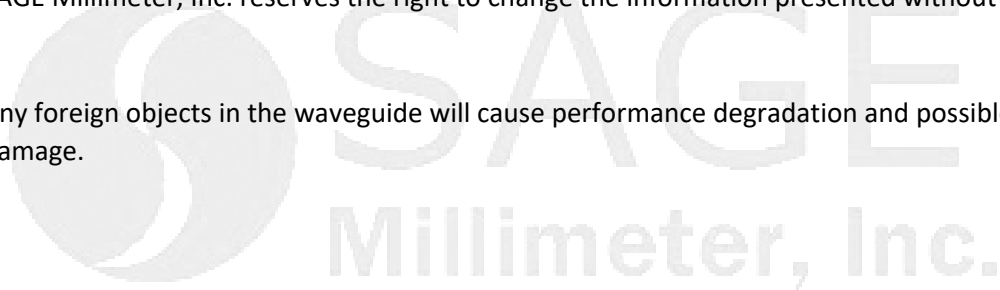 AGE Millimeter, Inc. reserves the right to change the information presented without
ny foreign objects in the waveguide will cause performance degradation and possible
amage.
SAGE
Millimeter, Inc.